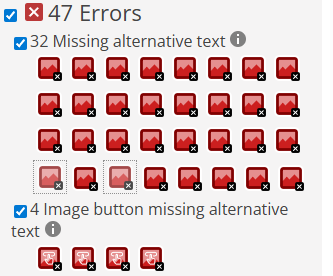 47 Errors
32 Missing alternative text
4 Image button missing alternative
text